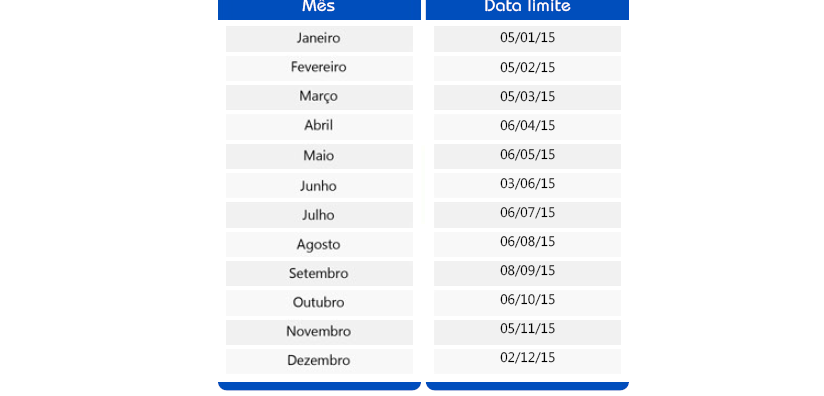 Mês Data limite
Janeiro 05/01/15
Fevereiro 05/02/15
Março 05/03/15
Abril 06/04/15
Maio 06/05/15
Junho 03/06/15
Julho 06/07/15
Agosto 06/08/15
Setembro 08/09/15
Outubro 06/10/15
Novembro 05/11/15
Dezembro 02/12/15